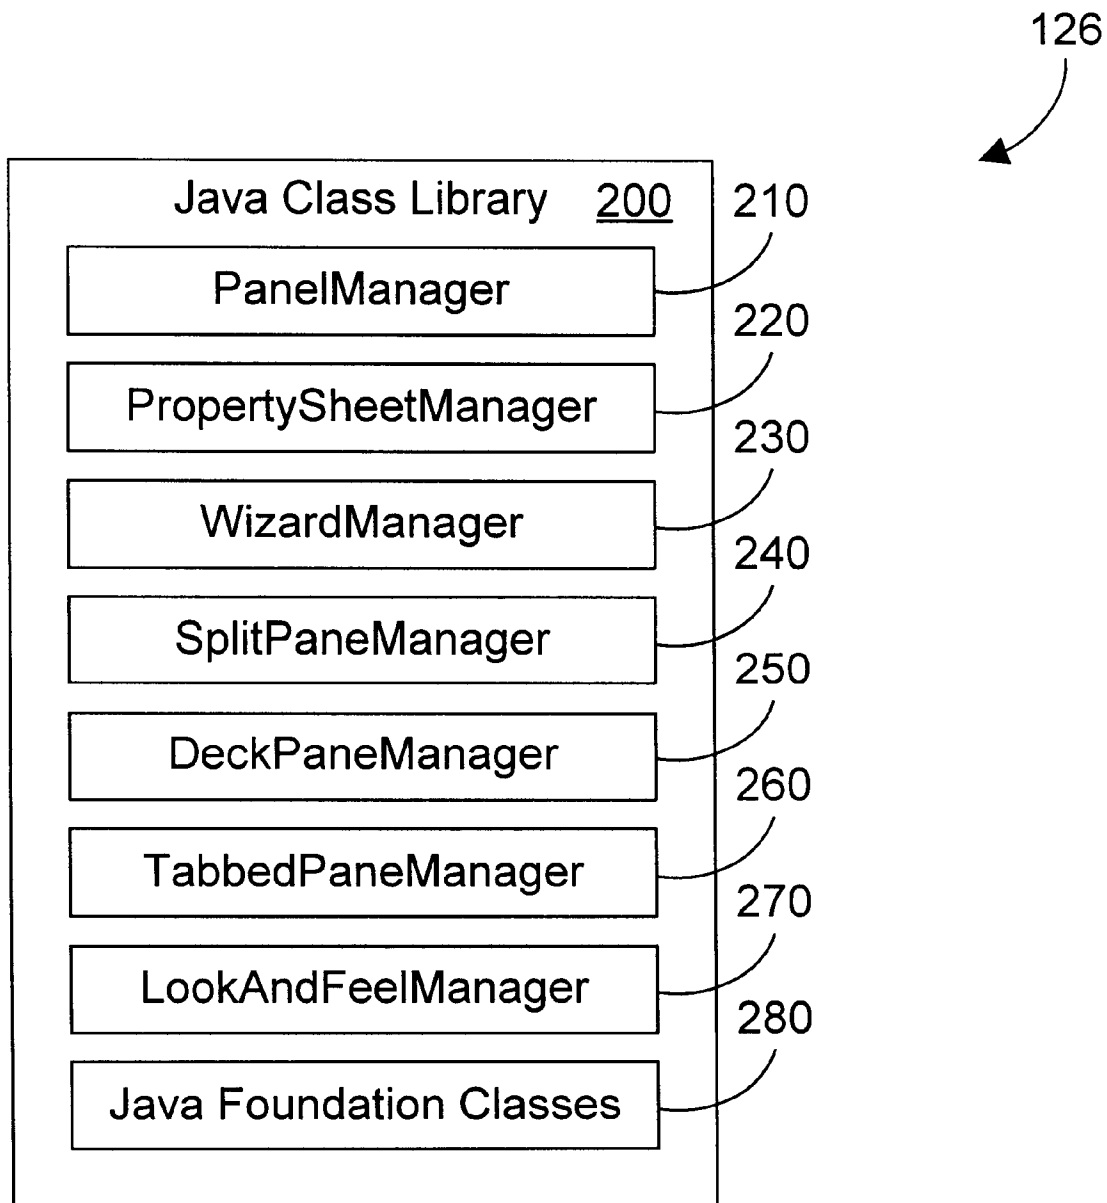 126
Java Class Library 200 210
PanelManager
220
PropertySheetManager
230
WizardManager
240
SplitPaneManager
250
DeckPaneManager
260
TabbedPaneManager
270
LookAndFeelManager
280
Java Foundation Classes